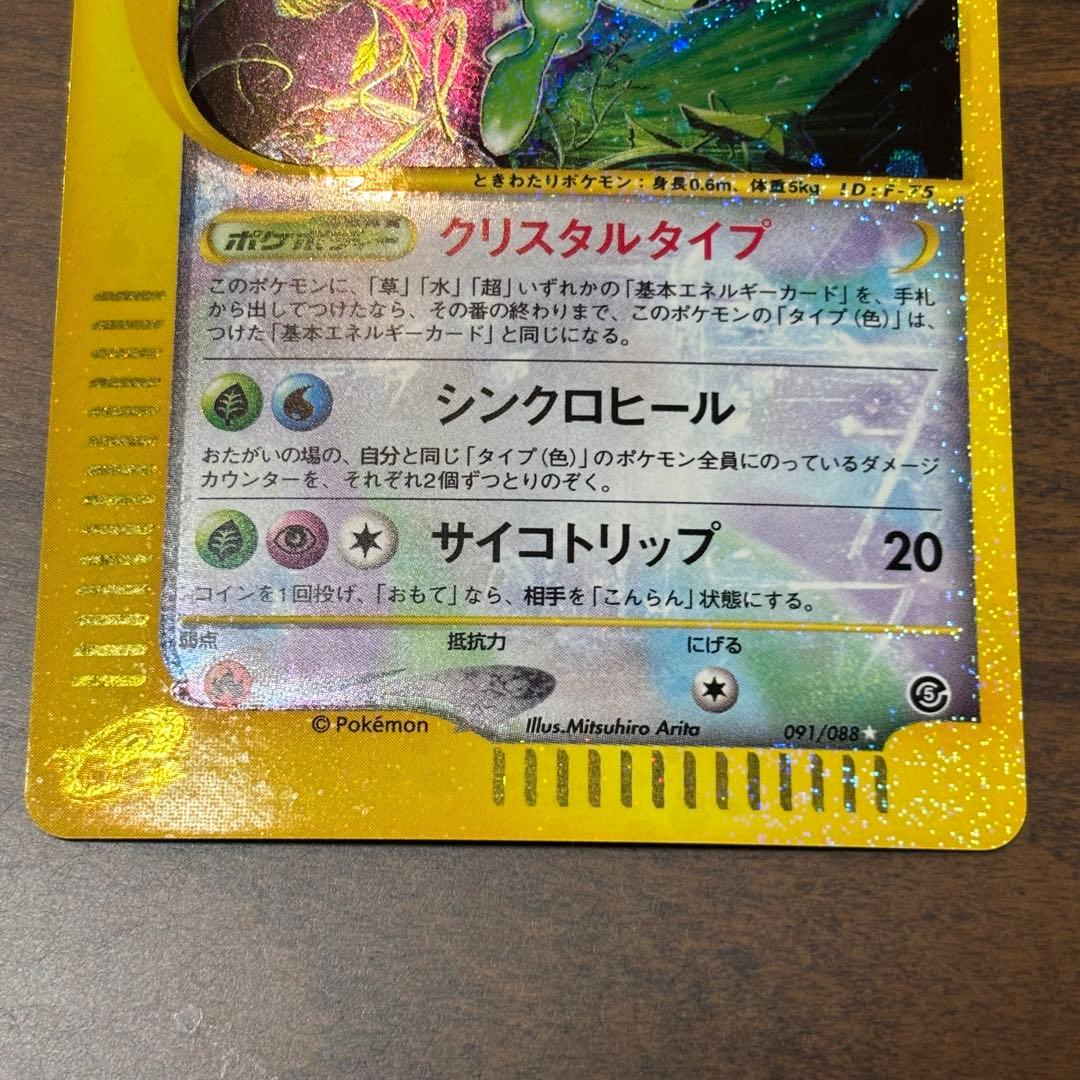 ときわたりポケモン：身長0.6m、体重5kg ID：F-75
ポケボディー クリスタルタイプ
このポケモンに、「草」「水」「超」いずれかの「基本エネルギーカード」を、手札
から出してつけたなら、その番の終わりまで、このポケモンの「タイプ（色）」は、
つけた「基本エネルギーカード」と同じになる。
シンクロヒール
おたがいの場の、自分と同じ「タイプ（色）」のポケモン全員にのっているダメージ
カウンターを、それぞれ2個ずつとりのぞく。
サイコトリップ 20
コインを1回投げ、「おもて」なら、相手を「こんらん」状態にする。
弱点 抵抗力 にげる
5
© Pokémon Illus.Mitsuhiro Arita 091/088